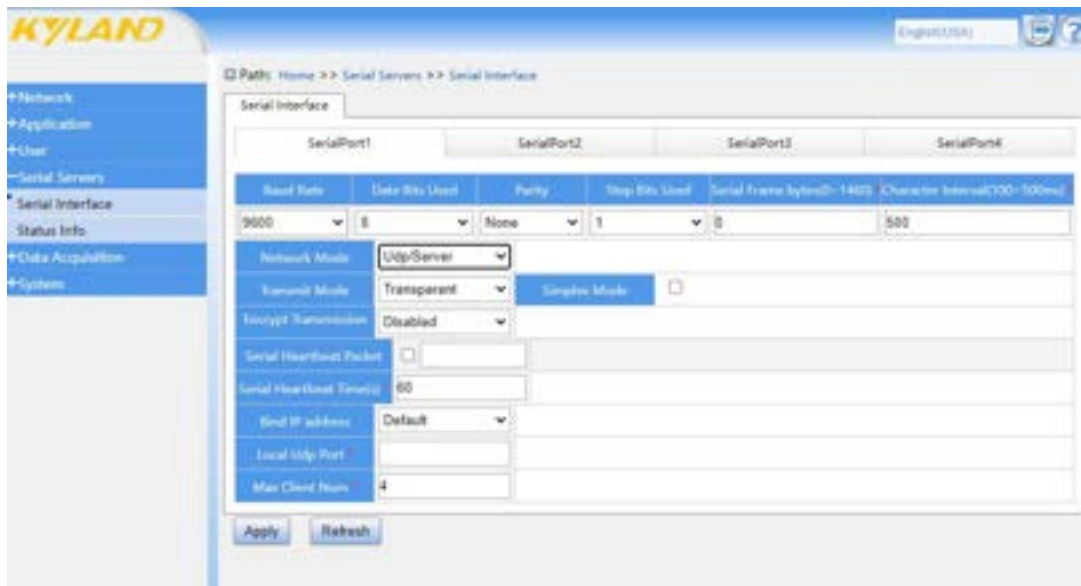 KYLAND
English(USA)
Path: Home >> Serial Servers >> Serial Interface
Serial Interface
+Network
+Application
+User
-Serial Servers
Serial Interface
Status Info
+Data Acquisition
+System
SerialPort1 SerialPort2 SerialPort3 SerialPort4
Baud Rate Data Bits Used Parity Stop Bits Used Serial Frame bytes(0~1460) Character Interval(100~500ms)
9600 8 None 1 0 500
Network Mode Udp/Server
Transmit Mode Transparent Simplex Mode
Encrypt Transmission Disabled
Serial Heartbeat Packet
Serial Heartbeat Time(s) 60
Bind IP address Default
Local Udp Port *
Max Client Num * 4
Apply Refresh